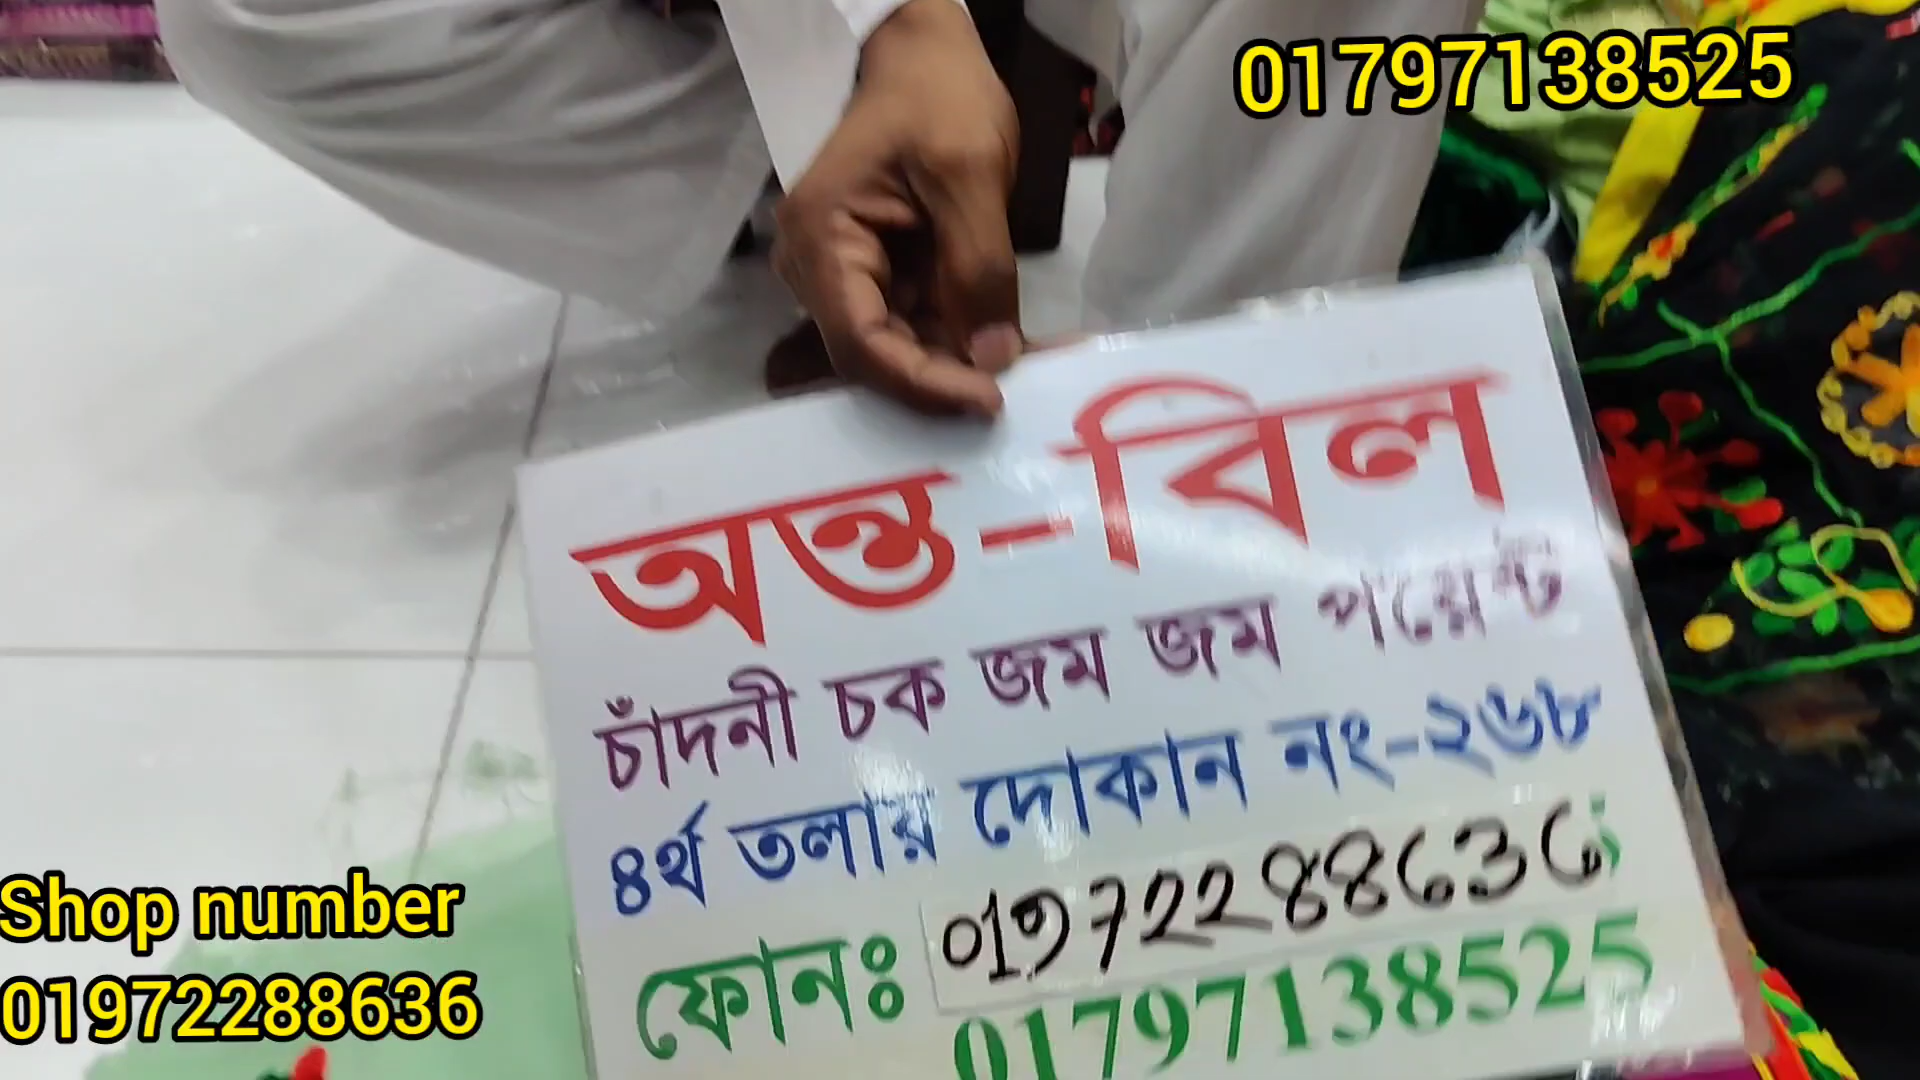 01797138525
অন্ত-বিল
চাঁদনী চক জম জম পয়েন্ট
৪র্থ তলায় দোকান নং-২৬৮
ফোনঃ 01972288636
01797138525
Shop number
01972288636